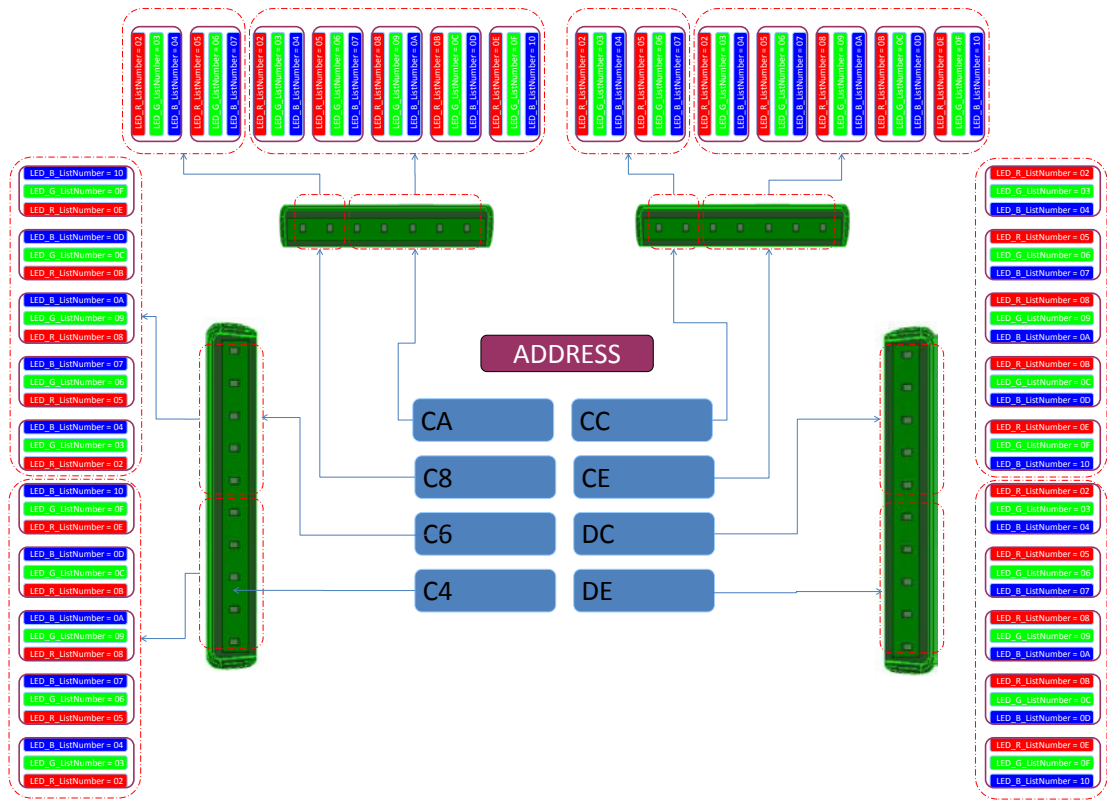 LED_R_ListNumber = 02
LED_G_ListNumber = 03
LED_B_ListNumber = 04
LED_R_ListNumber = 05
LED_G_ListNumber = 06
LED_B_ListNumber = 07
LED_R_ListNumber = 02
LED_G_ListNumber = 03
LED_B_ListNumber = 04
LED_R_ListNumber = 05
LED_G_ListNumber = 06
LED_B_ListNumber = 07
LED_R_ListNumber = 08
LED_G_ListNumber = 09
LED_B_ListNumber = 0A
LED_R_ListNumber = 0B
LED_G_ListNumber = 0C
LED_B_ListNumber = 0D
LED_R_ListNumber = 0E
LED_G_ListNumber = 0F
LED_B_ListNumber = 10
LED_R_ListNumber = 02
LED_G_ListNumber = 03
LED_B_ListNumber = 04
LED_R_ListNumber = 05
LED_G_ListNumber = 06
LED_B_ListNumber = 07
LED_R_ListNumber = 02
LED_G_ListNumber = 03
LED_B_ListNumber = 04
LED_R_ListNumber = 05
LED_G_ListNumber = 06
LED_B_ListNumber = 07
LED_R_ListNumber = 08
LED_G_ListNumber = 09
LED_B_ListNumber = 0A
LED_R_ListNumber = 0B
LED_G_ListNumber = 0C
LED_B_ListNumber = 0D
LED_R_ListNumber = 0E
LED_G_ListNumber = 0F
LED_B_ListNumber = 10
LED_B_ListNumber = 10
LED_G_ListNumber = 0F
LED_R_ListNumber = 0E
LED_B_ListNumber = 0D
LED_G_ListNumber = 0C
LED_R_ListNumber = 0B
LED_B_ListNumber = 0A
LED_G_ListNumber = 09
LED_R_ListNumber = 08
LED_B_ListNumber = 07
LED_G_ListNumber = 06
LED_R_ListNumber = 05
LED_B_ListNumber = 04
LED_G_ListNumber = 03
LED_R_ListNumber = 02
LED_B_ListNumber = 10
LED_G_ListNumber = 0F
LED_R_ListNumber = 0E
LED_B_ListNumber = 0D
LED_G_ListNumber = 0C
LED_R_ListNumber = 0B
LED_B_ListNumber = 0A
LED_G_ListNumber = 09
LED_R_ListNumber = 08
LED_B_ListNumber = 07
LED_G_ListNumber = 06
LED_R_ListNumber = 05
LED_B_ListNumber = 04
LED_G_ListNumber = 03
LED_R_ListNumber = 02
ADDRESS
CA
CC
C8
CE
C6
DC
C4
DE
LED_R_ListNumber = 02
LED_G_ListNumber = 03
LED_B_ListNumber = 04
LED_R_ListNumber = 05
LED_G_ListNumber = 06
LED_B_ListNumber = 07
LED_R_ListNumber = 08
LED_G_ListNumber = 09
LED_B_ListNumber = 0A
LED_R_ListNumber = 0B
LED_G_ListNumber = 0C
LED_B_ListNumber = 0D
LED_R_ListNumber = 0E
LED_G_ListNumber = 0F
LED_B_ListNumber = 10
LED_R_ListNumber = 02
LED_G_ListNumber = 03
LED_B_ListNumber = 04
LED_R_ListNumber = 05
LED_G_ListNumber = 06
LED_B_ListNumber = 07
LED_R_ListNumber = 08
LED_G_ListNumber = 09
LED_B_ListNumber = 0A
LED_R_ListNumber = 0B
LED_G_ListNumber = 0C
LED_B_ListNumber = 0D
LED_R_ListNumber = 0E
LED_G_ListNumber = 0F
LED_B_ListNumber = 10